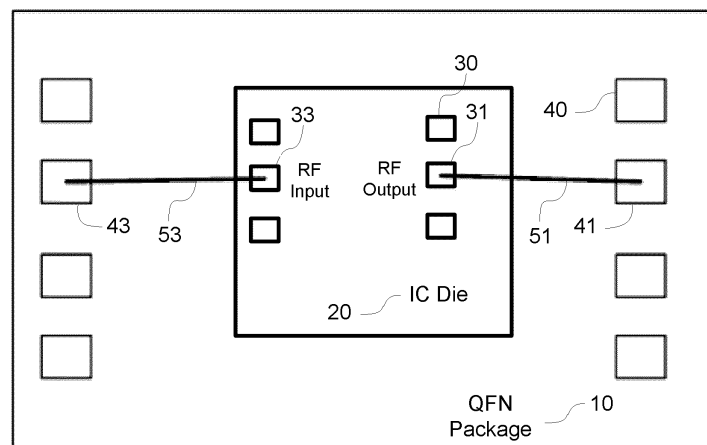 30
40
33
31
RF
Input
RF
Output
43
53
51
41
IC Die
20
QFN
Package
10